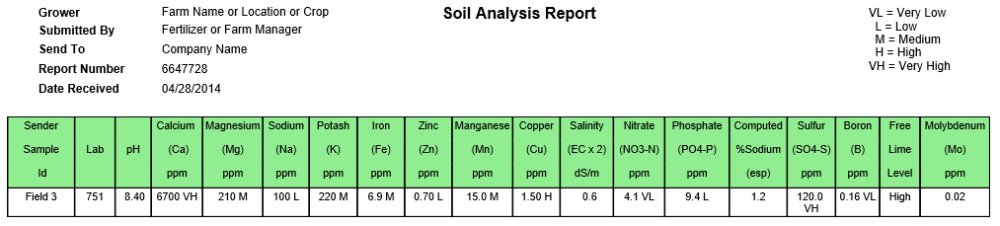 Soil Analysis Report
Grower Farm Name or Location or Crop
Submitted By Fertilizer or Farm Manager
Send To Company Name
Report Number 6647728
Date Received 04/28/2014
VL = Very Low
L = Low
M = Medium
H = High
VH = Very High
Sender Calcium Magnesium Sodium Potash Iron Zinc Manganese Copper Salinity Nitrate Phosphate Computed Sulfur Boron Free Molybdenum
Sample Lab pH (Ca) (Mg) (Na) (K) (Fe) (Zn) (Mn) (Cu) (EC x 2) (NO3-N) (PO4-P) %Sodium (SO4-S) (B) Lime (Mo)
Id ppm ppm ppm ppm ppm ppm ppm ppm dS/m ppm ppm (esp) ppm ppm Level ppm
Field 3 751 8.40 6700 VH 210 M 100 L 220 M 6.9 M 0.70 L 15.0 M 1.50 H 0.6 4.1 VL 9.4 L 1.2 120.0 0.16 VL High 0.02
VH